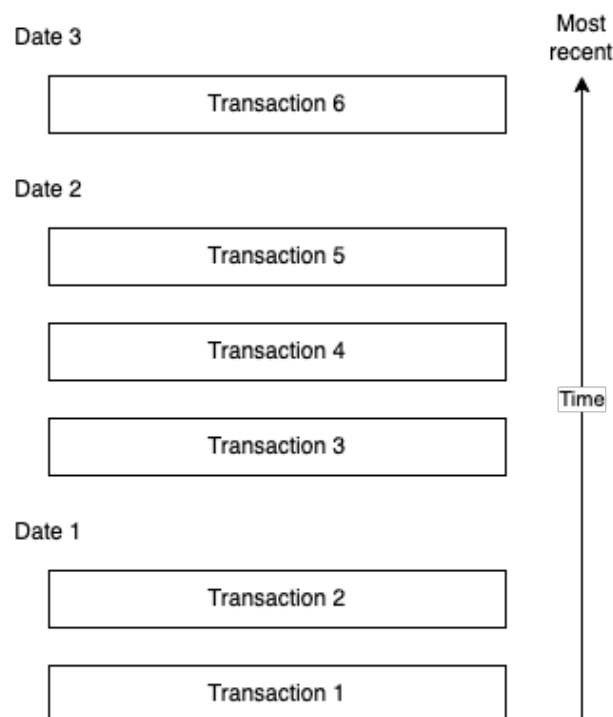 Date 3
Most
recent
Transaction 6
Date 2
Transaction 5
Transaction 4
Time
Transaction 3
Date 1
Transaction 2
Transaction 1